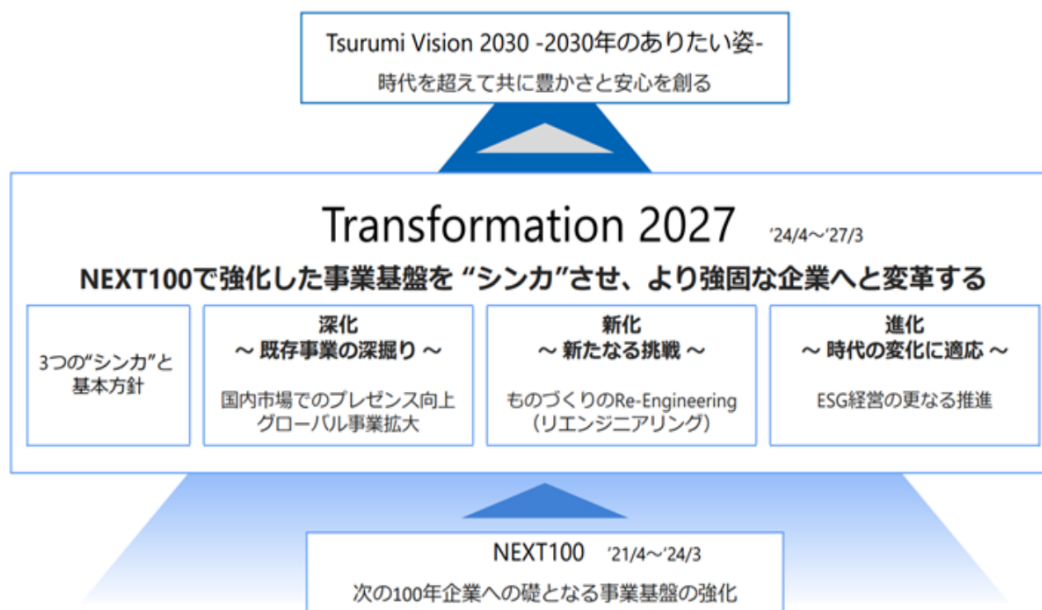 Tsurumi Vision 2030 -2030年のありたい姿-
時代を超えて共に豊かさと安心を創る
Transformation 2027 '24/4～'27/3
NEXT100で強化した事業基盤を “シンカ”させ、より強固な企業へと変革する
3つの“シンカ”と
基本方針
深化
～ 既存事業の深掘り ～
国内市場でのプレゼンス向上
グローバル事業拡大
新化
～ 新たなる挑戦 ～
ものづくりのRe-Engineering
（リエンジニアリング）
進化
～ 時代の変化に適応 ～
ESG経営の更なる推進
NEXT100 '21/4～'24/3
次の100年企業への礎となる事業基盤の強化